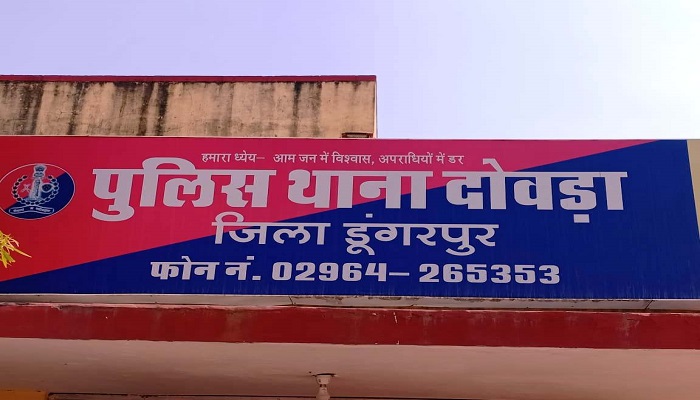 हमारा ध्येय– आम जन में विश्वास, अपराधियों में डर
पुलिस थाना दोवड़ा
जिला डूंगरपुर
फोन नं. 02964– 265353